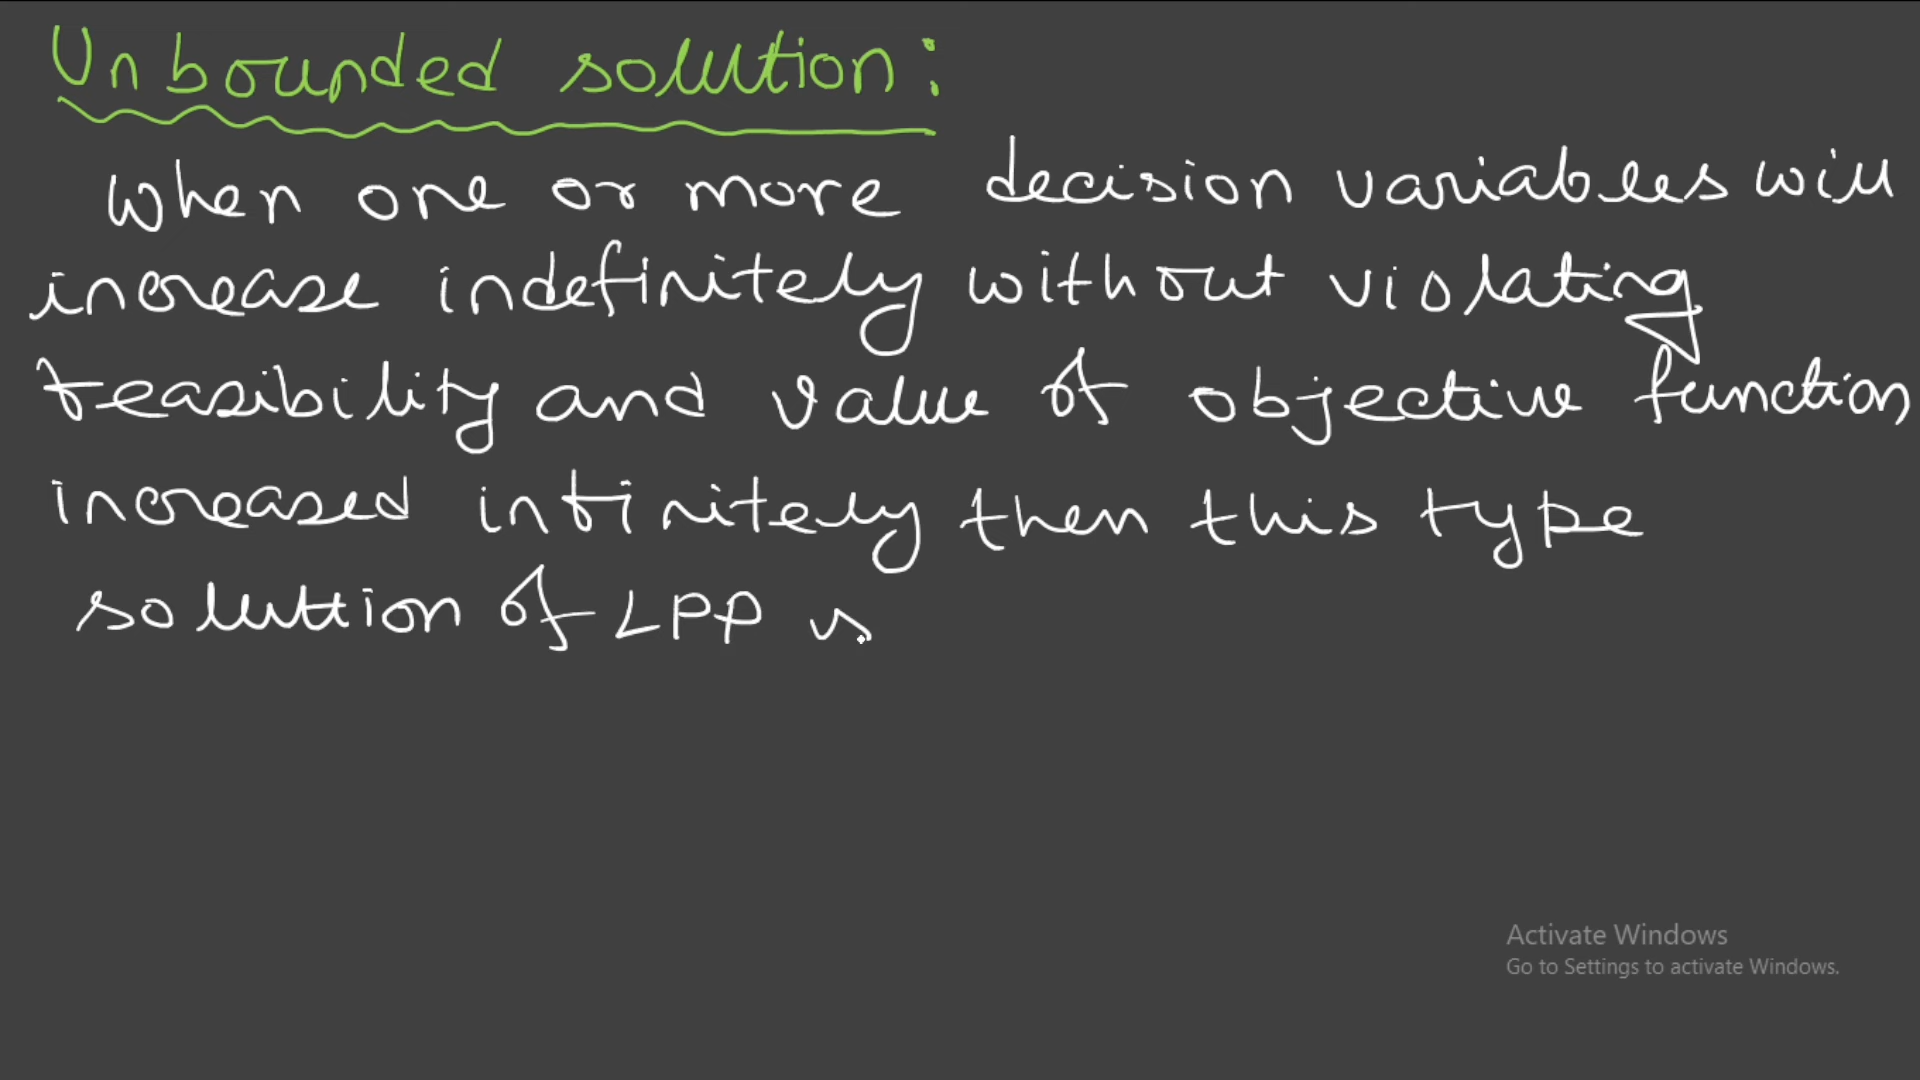 Unbounded solution:
When one or more decision variables will
increase indefinitely without violating
feasibility and value of objective function
increased infinitely then this type
solution of LPP is
Activate Windows
Go to Settings to activate Windows.